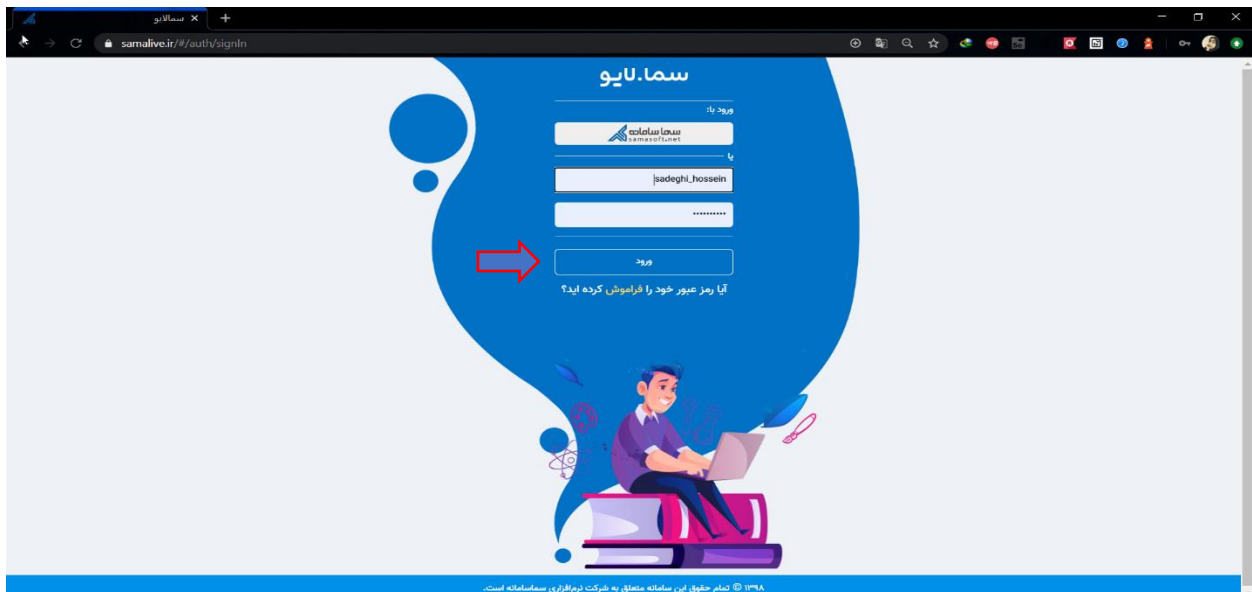 سمالایو
samalive.ir/#/auth/signIn
سما.لایو
ورود با:
سما سامانه
samasoft.net
یا
sadeghi_hossein
ورود
آیا رمز عبور خود را فراموش کرده اید؟
۱۳۹۸ © تمام حقوق این سامانه متعلق به شرکت نرم‌افزاری سماسامانه است.